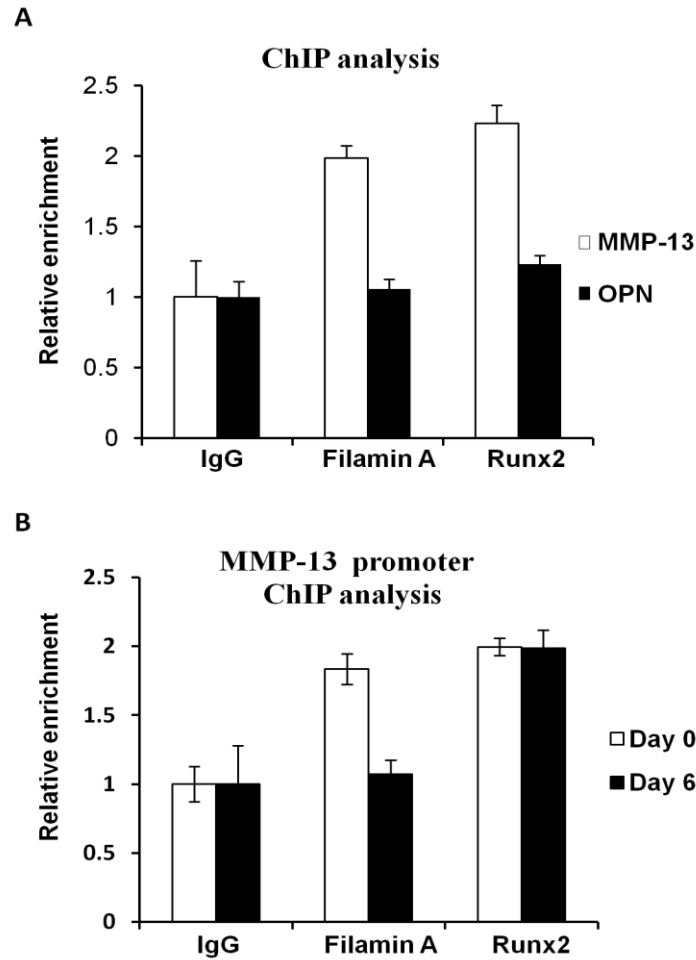 A
ChIP analysis
Relative enrichment
2.5
2
1.5
1
0.5
0
IgG Filamin A Runx2
MMP-13
OPN
B
MMP-13 promoter
ChIP analysis
Relative enrichment
2.5
2
1.5
1
0.5
0
IgG Filamin A Runx2
Day 0
Day 6